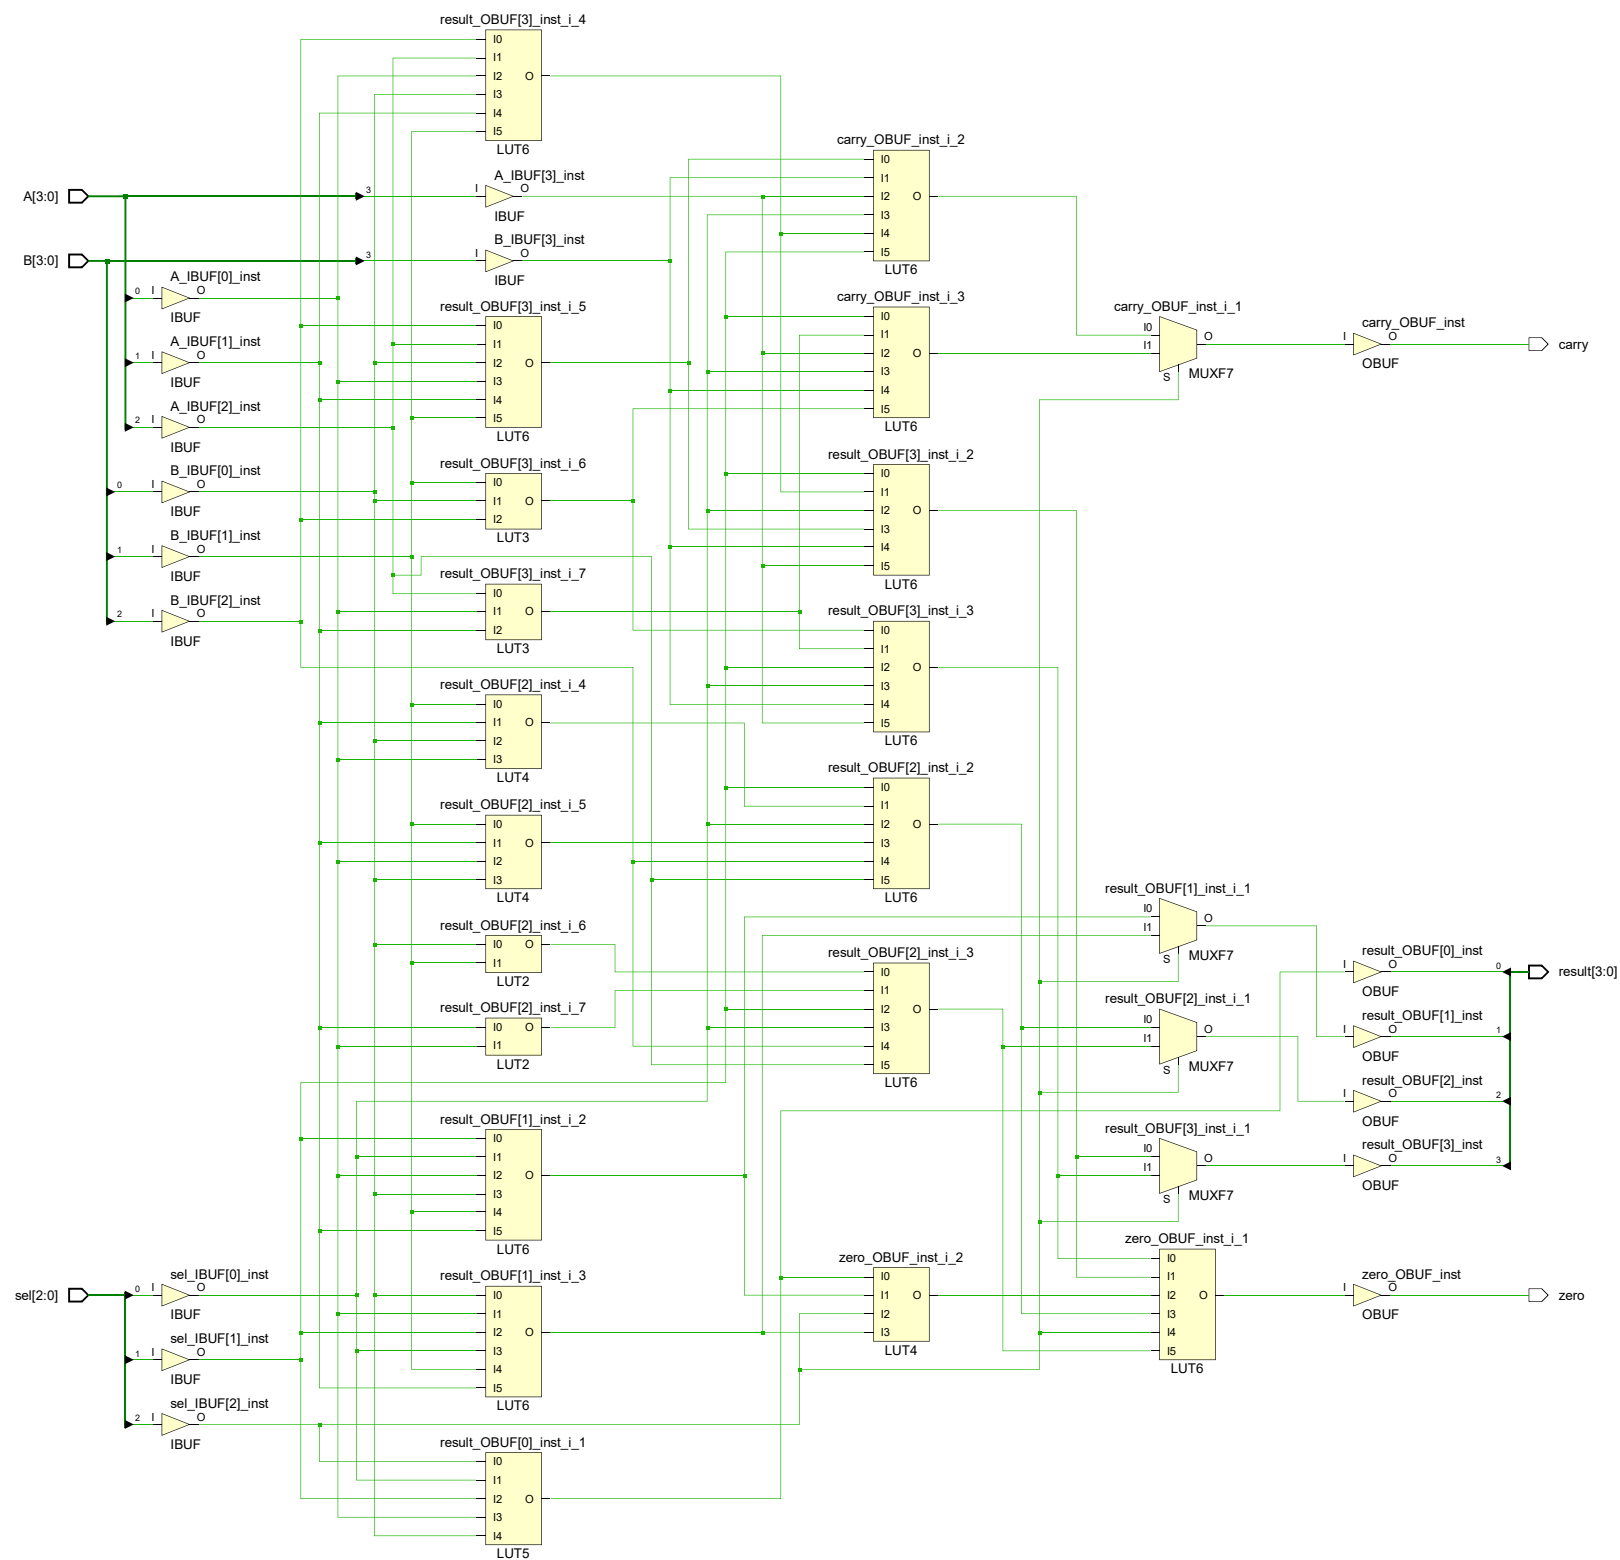 result_OBUF[3]_inst_i_4
I0
I1
I2
O
I3
I4
I5
LUT6
carry_OBUF_inst_i_2
I0
I1
I2
O
I3
I4
I5
LUT6
A[3:0]
3
I
A_IBUF[3]_inst
O
IBUF
B[3:0]
3
I
B_IBUF[3]_inst
O
IBUF
0
I
A_IBUF[0]_inst
O
IBUF
1
I
A_IBUF[1]_inst
O
IBUF
2
I
A_IBUF[2]_inst
O
IBUF
0
I
B_IBUF[0]_inst
O
IBUF
1
I
B_IBUF[1]_inst
O
IBUF
2
I
B_IBUF[2]_inst
O
IBUF
result_OBUF[3]_inst_i_5
I0
I1
I2
O
I3
I4
I5
LUT6
carry_OBUF_inst_i_3
I0
I1
I2
O
I3
I4
I5
LUT6
carry_OBUF_inst_i_1
I0
I1
O
S
MUXF7
carry_OBUF_inst
I
O
OBUF
carry
result_OBUF[3]_inst_i_6
I0
I1
O
I2
LUT3
result_OBUF[3]_inst_i_2
I0
I1
I2
O
I3
I4
I5
LUT6
result_OBUF[3]_inst_i_7
I0
I1
O
I2
LUT3
result_OBUF[3]_inst_i_3
I0
I1
I2
O
I3
I4
I5
LUT6
result_OBUF[2]_inst_i_4
I0
I1
O
I2
I3
LUT4
result_OBUF[2]_inst_i_2
I0
I1
I2
O
I3
I4
I5
LUT6
result_OBUF[2]_inst_i_5
I0
I1
O
I2
I3
LUT4
result_OBUF[2]_inst_i_6
I0
O
I1
LUT2
result_OBUF[2]_inst_i_7
I0
O
I1
LUT2
result_OBUF[2]_inst_i_3
I0
I1
I2
O
I3
I4
I5
LUT6
result_OBUF[1]_inst_i_1
I0
I1
O
S
MUXF7
result_OBUF[2]_inst_i_1
I0
I1
O
S
MUXF7
result_OBUF[3]_inst_i_1
I0
I1
O
S
MUXF7
result_OBUF[0]_inst
I
O
0
OBUF
result[3:0]
result_OBUF[1]_inst
I
O
1
OBUF
result_OBUF[2]_inst
I
O
2
OBUF
result_OBUF[3]_inst
I
O
3
OBUF
result_OBUF[1]_inst_i_2
I0
I1
I2
O
I3
I4
I5
LUT6
sel[2:0]
0
I
sel_IBUF[0]_inst
O
IBUF
1
I
sel_IBUF[1]_inst
O
IBUF
2
I
sel_IBUF[2]_inst
O
IBUF
result_OBUF[1]_inst_i_3
I0
I1
I2
O
I3
I4
I5
LUT6
zero_OBUF_inst_i_2
I0
I1
O
I2
I3
LUT4
zero_OBUF_inst_i_1
I0
I1
I2
O
I3
I4
I5
LUT6
zero_OBUF_inst
I
O
OBUF
zero
result_OBUF[0]_inst_i_1
I0
I1
I2
O
I3
I4
LUT5